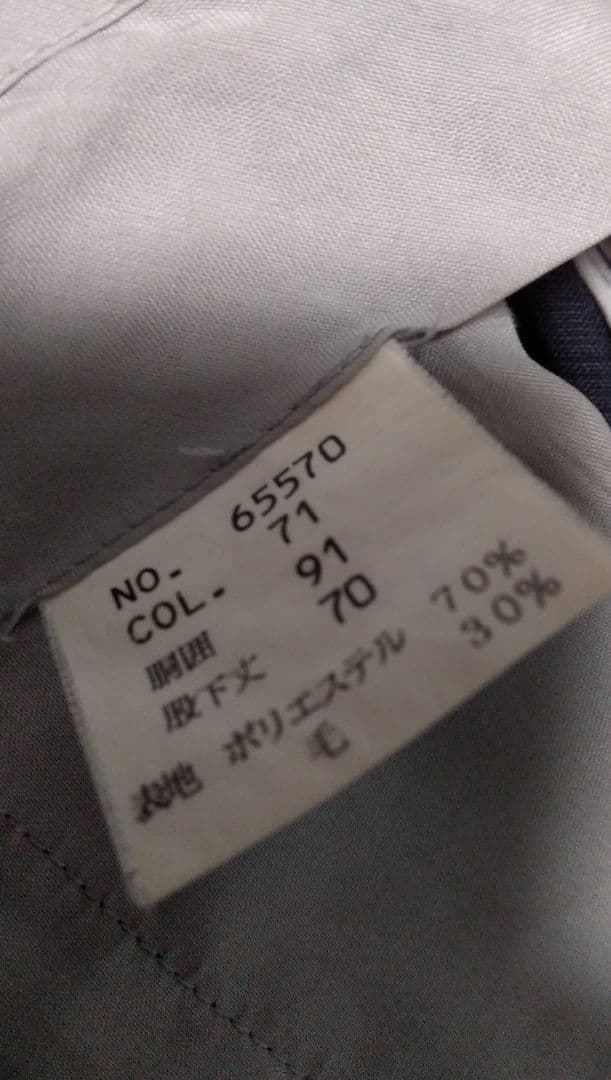 NO. 65570
COL. 71
胴囲 91
股下丈 70
表地 ポリエステル 70%
毛 30%